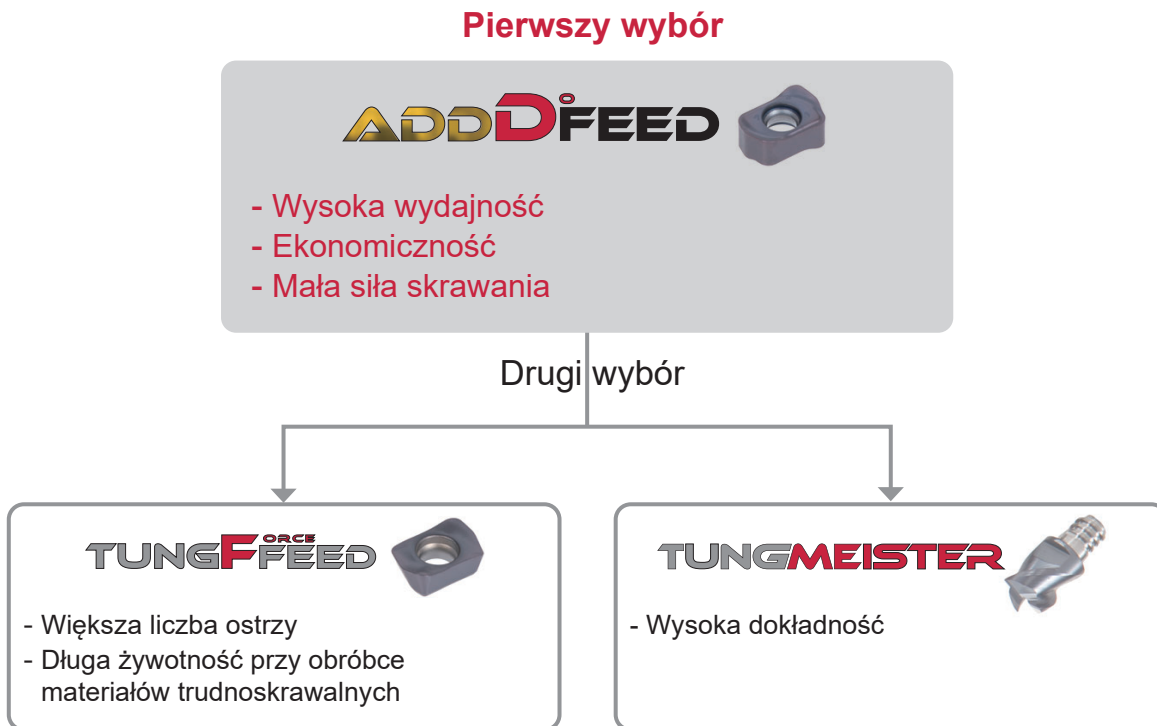 Pierwszy wybór
ADDDOFEED
- Wysoka wydajność
- Ekonomiczność
- Mała siła skrawania
Drugi wybór
TUNGFORCEFEED
- Większa liczba ostrzy
- Długa żywotność przy obróbce
materiałów trudnoskrawalnych
TUNGMEISTER
- Wysoka dokładność